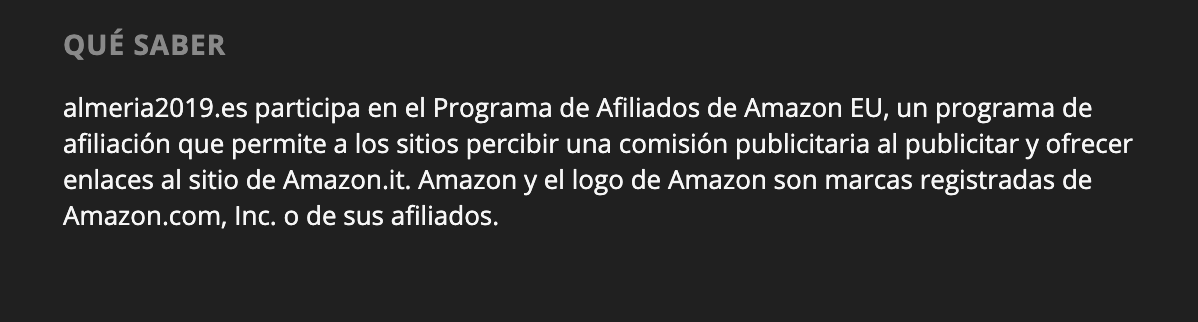 QUÉ SABER
almeria2019.es participa en el Programa de Afiliados de Amazon EU, un programa de
afiliación que permite a los sitios percibir una comisión publicitaria al publicitar y ofrecer
enlaces al sitio de Amazon.it. Amazon y el logo de Amazon son marcas registradas de
Amazon.com, Inc. o de sus afiliados.